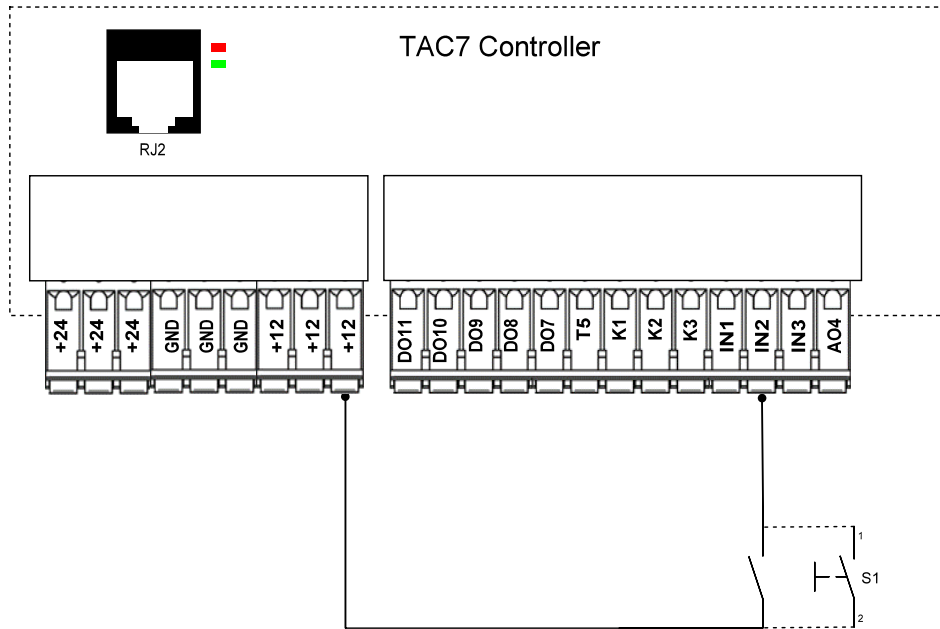 TAC7 Controller
RJ2
+24 +24 +24 GND GND GND +12 +12 +12
DO11 DO10 DO9 DO8 DO7 T5 K1 K2 K3 IN1 IN2 IN3 AO4
1
S1
2